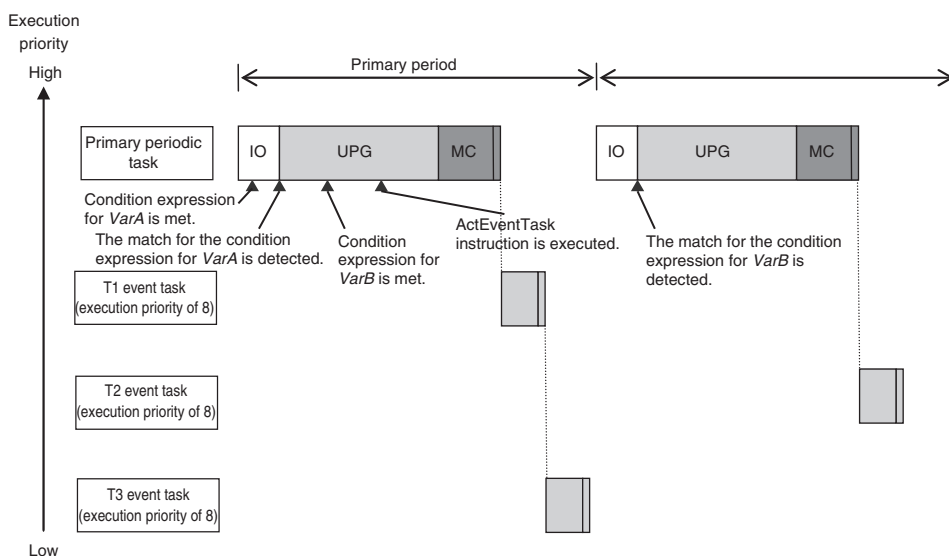 Execution
priority
High
Primary period
Primary periodic
task
IO
UPG
MC
IO
UPG
MC
Condition expression
for VarA is met.
The match for the condition
expression for VarA is detected.
Condition
expression for
VarB is met.
ActEventTask
instruction is executed.
The match for the condition
expression for VarB is
detected.
T1 event task
(execution priority of 8)
T2 event task
(execution priority of 8)
T3 event task
(execution priority of 8)
Low